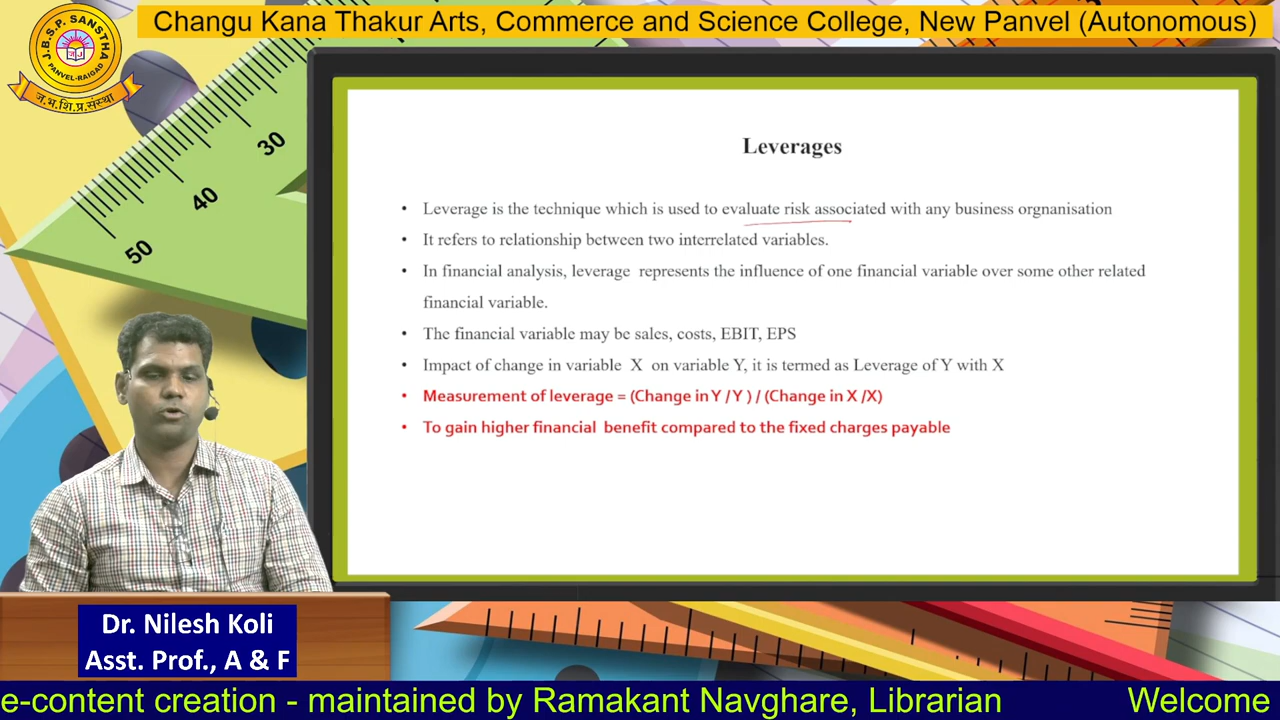 Changu Kana Thakur Arts, Commerce and Science College, New Panvel (Autonomous)
J.B.S.P. SANSTHA
PANVEL-RAIGAD
ज.भ.शि.प्र.संस्था
30
40
50
Leverages
• Leverage is the technique which is used to evaluate risk associated with any business orgnanisation
• It refers to relationship between two interrelated variables.
• In financial analysis, leverage represents the influence of one financial variable over some other related
financial variable.
• The financial variable may be sales, costs, EBIT, EPS
• Impact of change in variable X on variable Y, it is termed as Leverage of Y with X
• Measurement of leverage = (Change in Y / Y ) / (Change in X /X)
• To gain higher financial benefit compared to the fixed charges payable
Dr. Nilesh Koli
Asst. Prof., A & F
e-content creation - maintained by Ramakant Navghare, Librarian Welcome